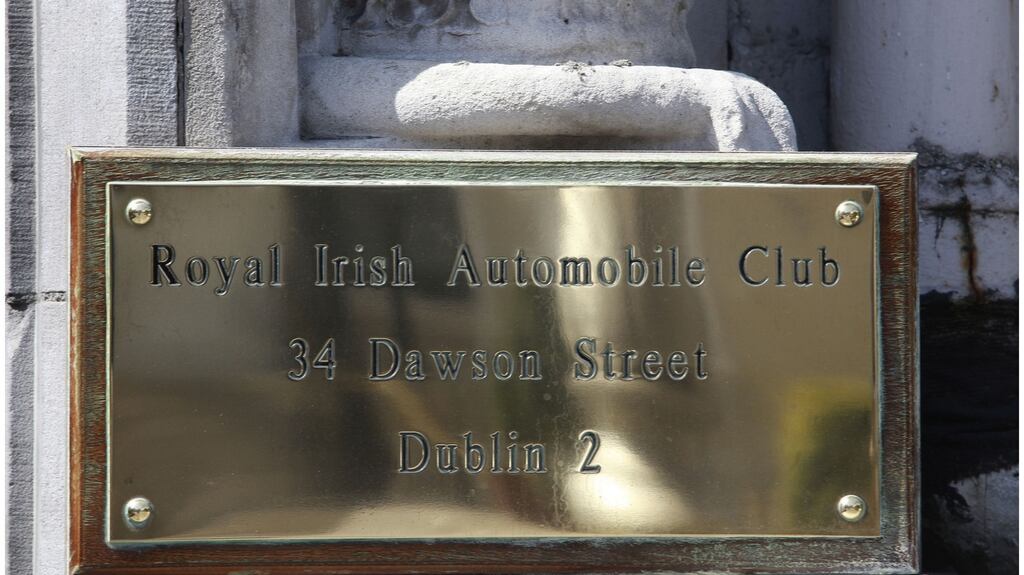 Royal Irish Automobile Club
34 Dawson Street
Dublin 2